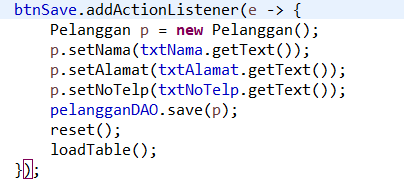 btnSave.addActionListener(e -> {
Pelanggan p = new Pelanggan();
p.setNama(txtNama.getText());
p.setAlamat(txtAlamat.getText());
p.setNoTelp(txtNoTelp.getText());
pelangganDAO.save(p);
reset();
loadTable();
});